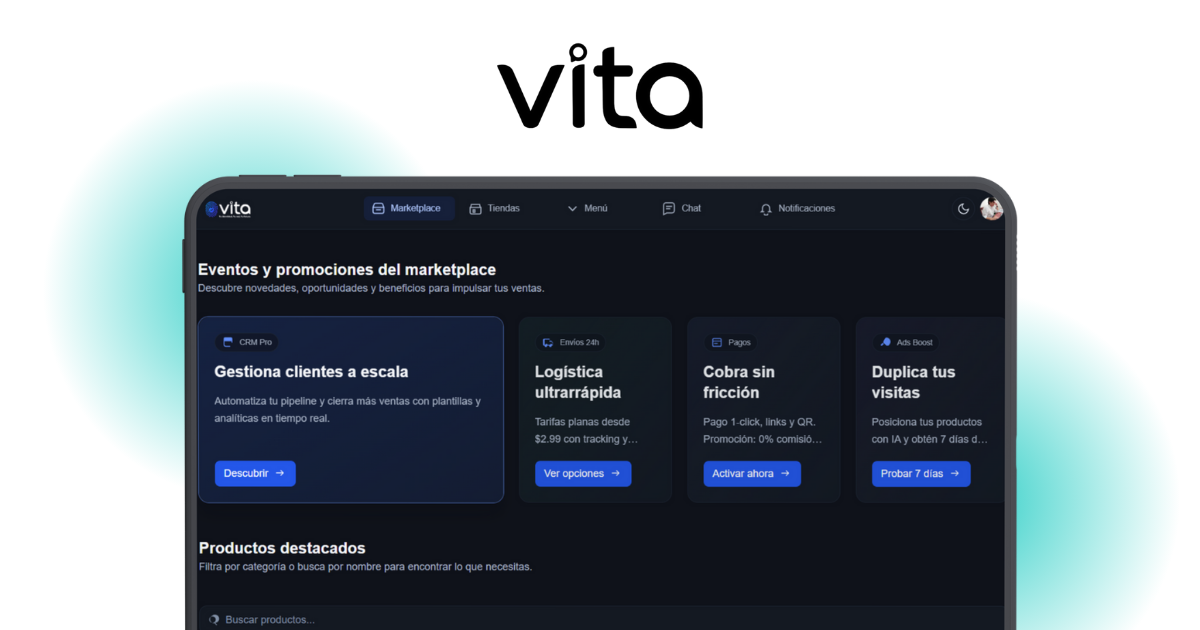 vita
vita
Marketplace
Tiendas
Menú
Chat
Notificaciones
Eventos y promociones del marketplace
Descubre novedades, oportunidades y beneficios para impulsar tus ventas.
CRM Pro
Gestiona clientes a escala
Automatiza tu pipeline y cierra más ventas con plantillas y
analíticas en tiempo real.
Descubrir →
Envíos 24h
Logística
ultrarrápida
Tarifas planas desde
$2.99 con tracking y…
Ver opciones →
Pagos
Cobra sin
fricción
Pago 1-click, links y QR.
Promoción: 0% comisió…
Activar ahora →
Ads Boost
Duplica tus
visitas
Posiciona tus productos
con IA y obtén 7 días d…
Probar 7 días →
Productos destacados
Filtra por categoría o busca por nombre para encontrar lo que necesitas.
Buscar productos...